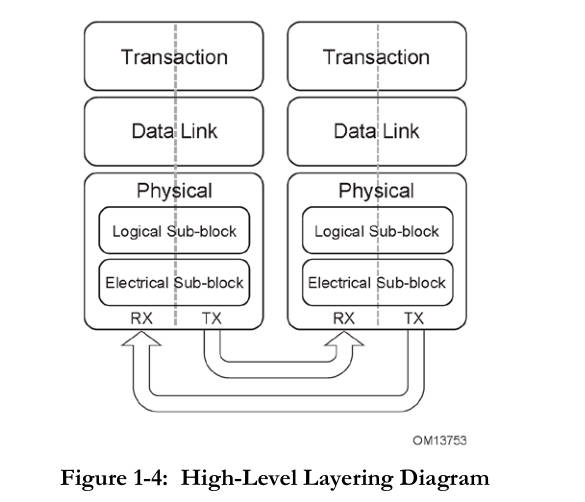 Transaction
Transaction
Data Link
Data Link
Physical
Physical
Logical Sub-block
Logical Sub-block
Electrical Sub-block
Electrical Sub-block
RX TX
RX TX
OM13753
Figure 1-4: High-Level Layering Diagram